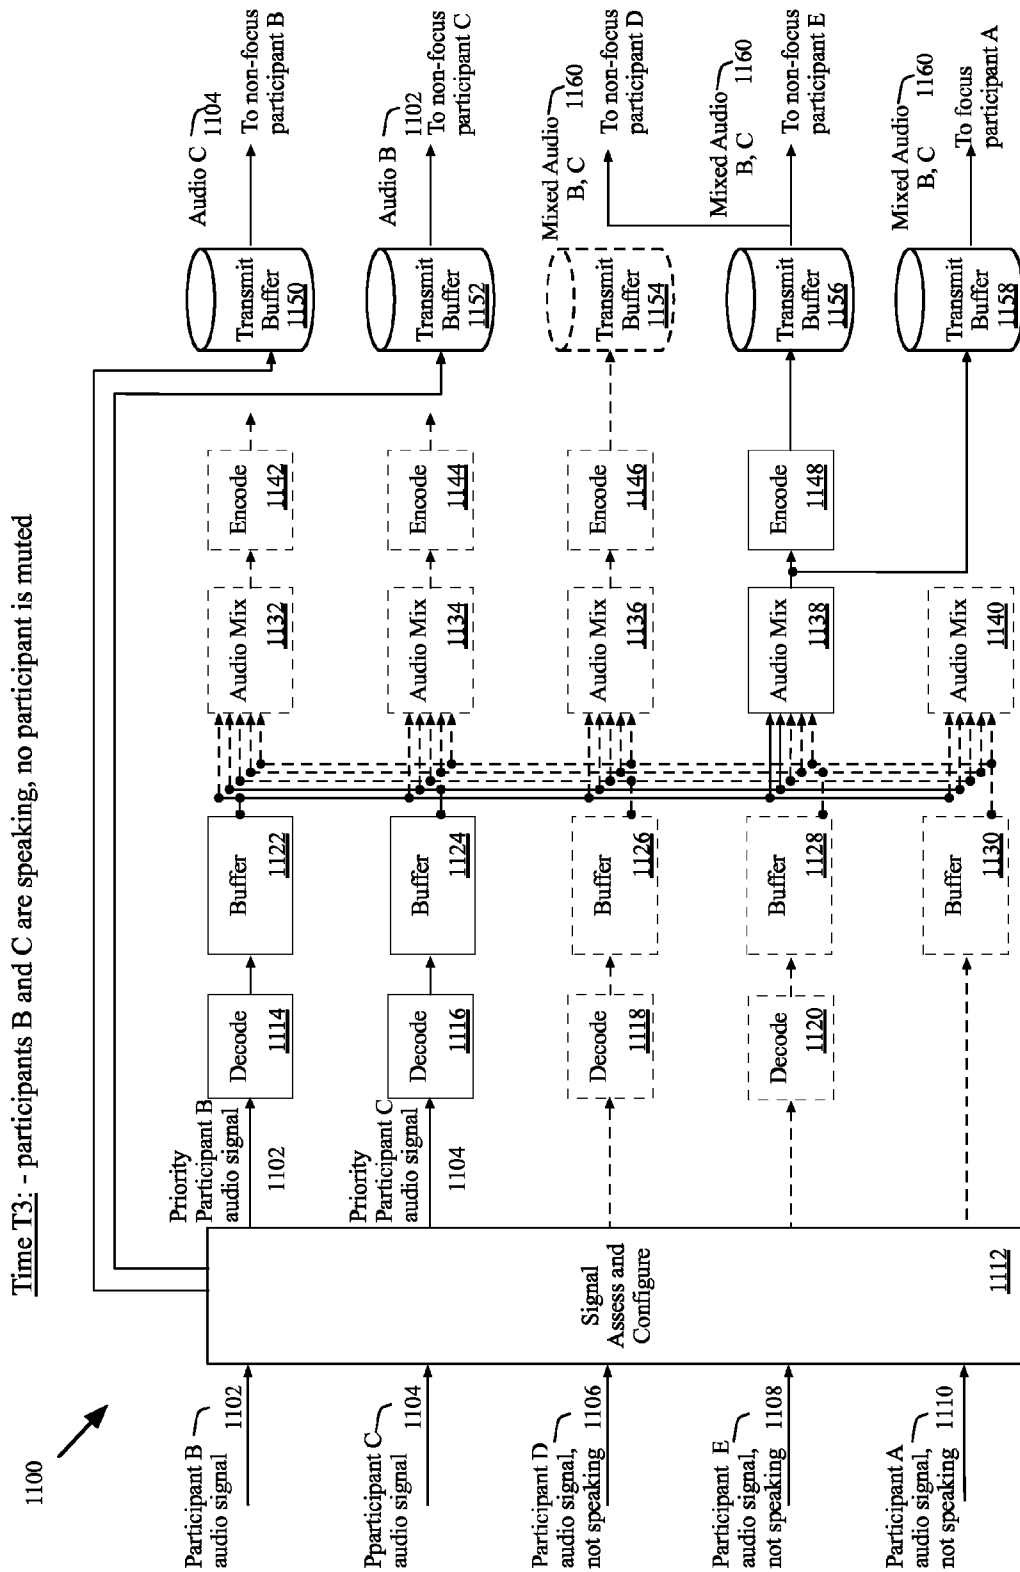 1100
Time T3: - participants B and C are speaking, no participant is muted
Participant B
audio signal
1102
Pparticipant C
audio signal
1104
Participant D
audio signal,
not speaking
1106
Participant E
audio signal,
not speaking
1108
Participant A
audio signal,
not speaking
1110
Signal
Assess and
Configure
1112
Priority
Participant B
audio signal
1102
Priority
Participant C
audio signal
1104
Decode
1114
Decode
1116
Decode
1118
Decode
1120
Buffer
1122
Buffer
1124
Buffer
1126
Buffer
1128
Buffer
1130
Audio Mix
1132
Audio Mix
1134
Audio Mix
1136
Audio Mix
1138
Audio Mix
1140
Encode
1142
Encode
1144
Encode
1146
Encode
1148
Transmit
Buffer
1150
Transmit
Buffer
1152
Transmit
Buffer
1154
Transmit
Buffer
1156
Transmit
Buffer
1158
Audio C
1104
To non-focus
participant B
Audio B
1102
To non-focus
participant C
Mixed Audio
B, C
1160
To non-focus
participant D
Mixed Audio
B, C
1160
To non-focus
participant E
Mixed Audio
B, C
1160
To focus
participant A